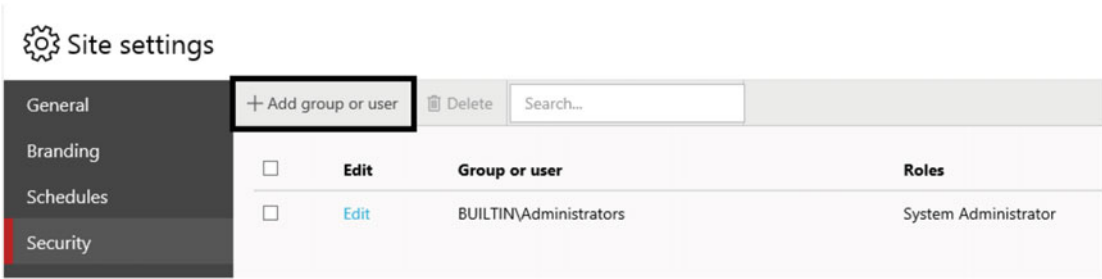 Site settings
General
Branding
Schedules
Security
+ Add group or user Delete Search...
Edit Group or user Roles
Edit BUILTIN\Administrators System Administrator